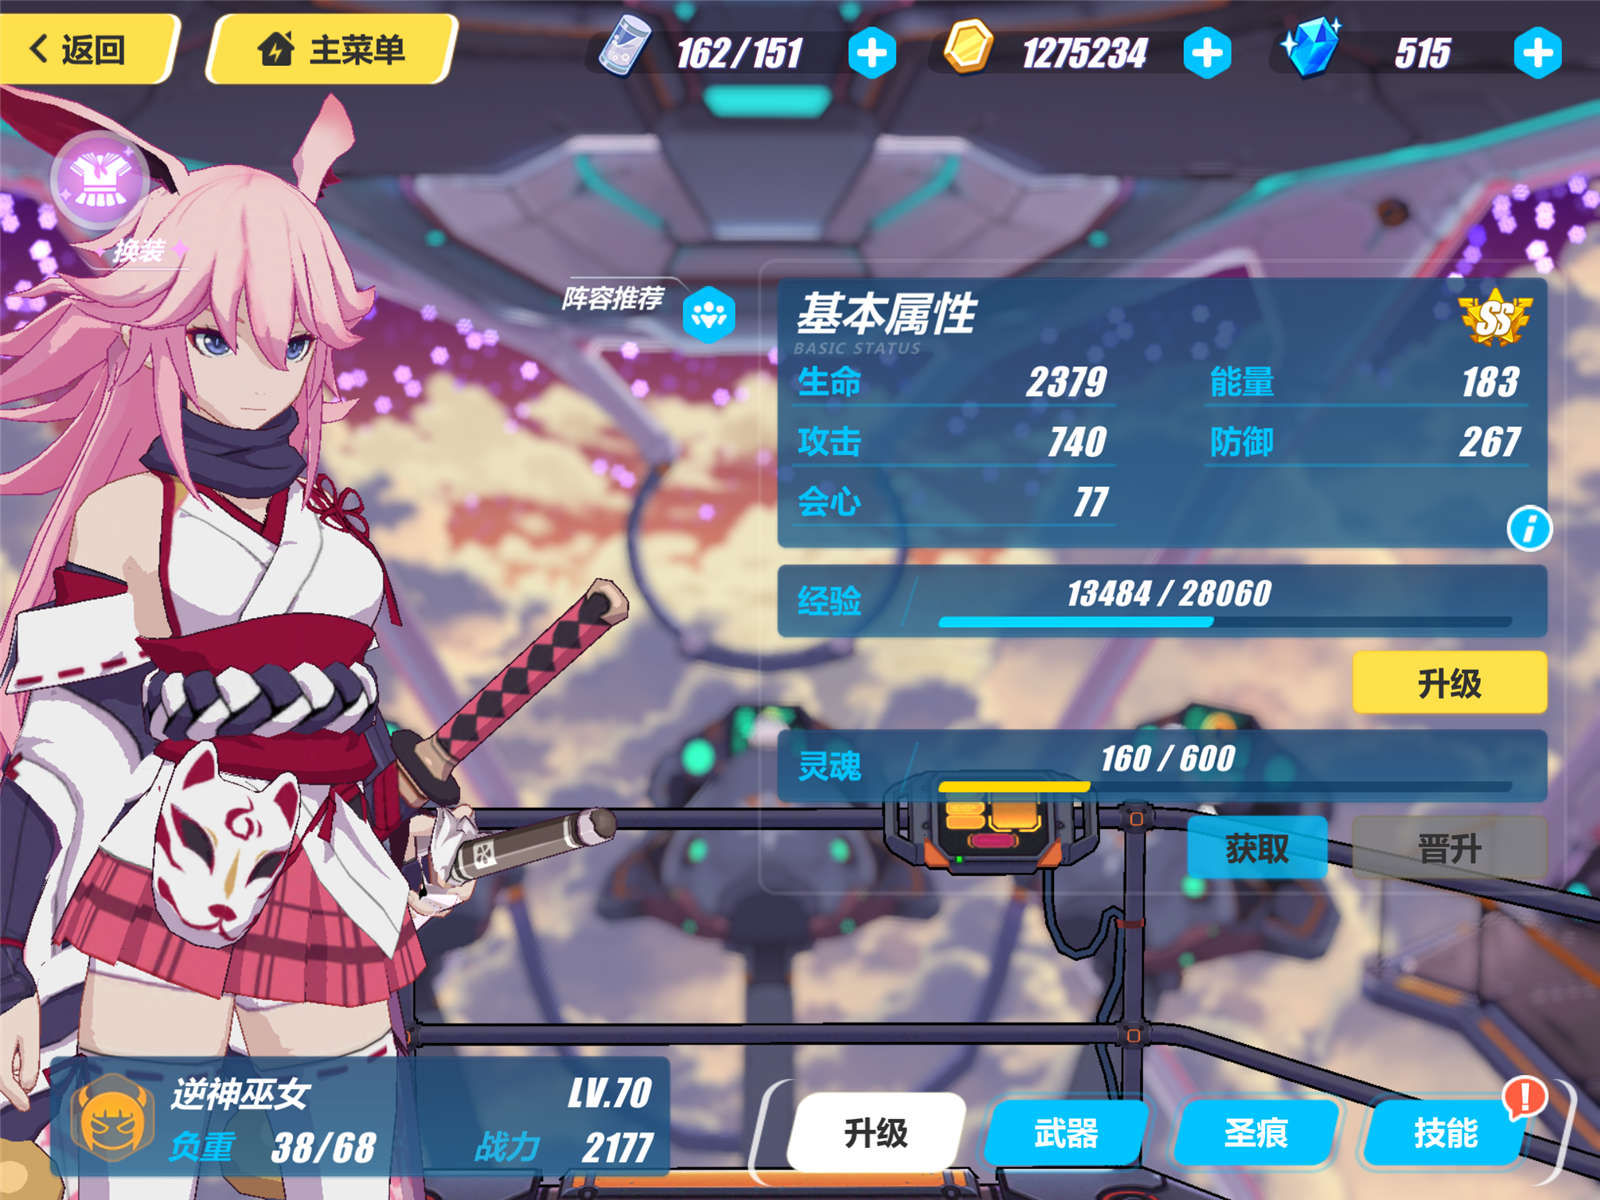 返回
主菜单
162/151
1275234
515
换装
阵容推荐
基本属性
BASIC STATUS
SS
生命 2379
能量 183
攻击 740
防御 267
会心 77
经验 13484 / 28060
升级
灵魂 160 / 600
获取
晋升
逆神巫女 LV.70
负重 38/68 战力 2177
升级
武器
圣痕
技能